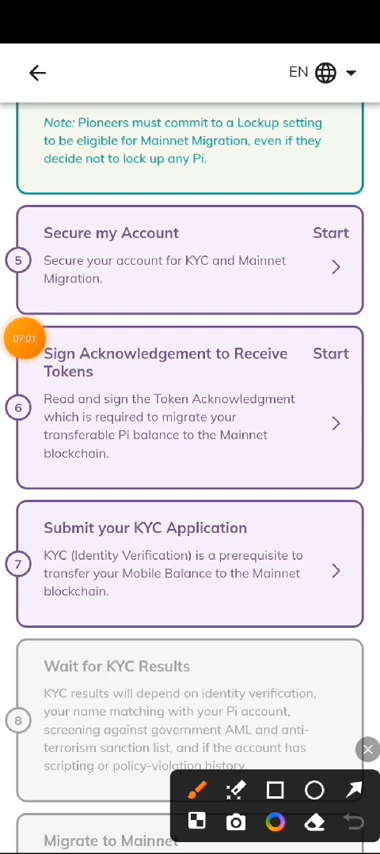 EN
Note: Pioneers must commit to a Lockup setting
to be eligible for Mainnet Migration, even if they
decide not to lock up any Pi.
Secure my Account
Start
5
Secure your account for KYC and Mainnet
Migration.
07:01
Sign Acknowledgement to Receive
Tokens
Start
6
Read and sign the Token Acknowledgment
which is required to migrate your
transferable Pi balance to the Mainnet
blockchain.
Submit your KYC Application
7
KYC (Identity Verification) is a prerequisite to
transfer your Mobile Balance to the Mainnet
blockchain.
Wait for KYC Results
8
KYC results will depend on identity verification,
your name matching with your Pi account,
screening against government AML and anti-
terrorism sanction list, and if the account has
scripting or policy-violation history.
Migrate to Mainnet